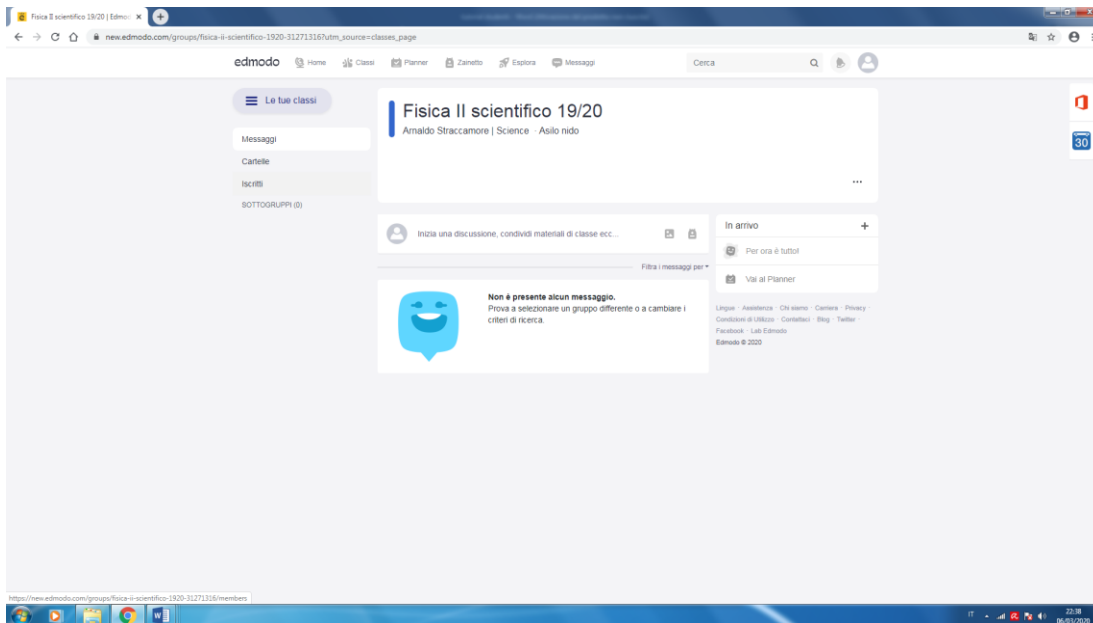 Fisica II scientifico 19/20 | Edmo
new.edmodo.com/groups/fisica-ii-scientifico-1920-31271316?utm_source=classes_page
edmodo Home Classi Planner Zainetto Esplora Messaggi Cerca
Le tue classi
Messaggi
Cartelle
Iscritti
SOTTOGRUPPI (0)
Fisica II scientifico 19/20
Arnaldo Straccamore | Science · Asilo nido
...
Inizia una discussione, condividi materiali di classe ecc...
Filtra i messaggi per
Non è presente alcun messaggio.
Prova a selezionare un gruppo differente o a cambiare i
criteri di ricerca.
In arrivo +
Per ora é tutto!
Vai al Planner
Lingue · Assistenza · Chi siamo · Carriere · Privacy ·
Condizioni di Utilizzo · Contattaci · Blog · Twitter ·
Facebook · Lab Edmodo
Edmodo © 2020
30
https://new.edmodo.com/groups/fisica-ii-scientifico-1920-31271316/members
IT
22:38
06/03/2020